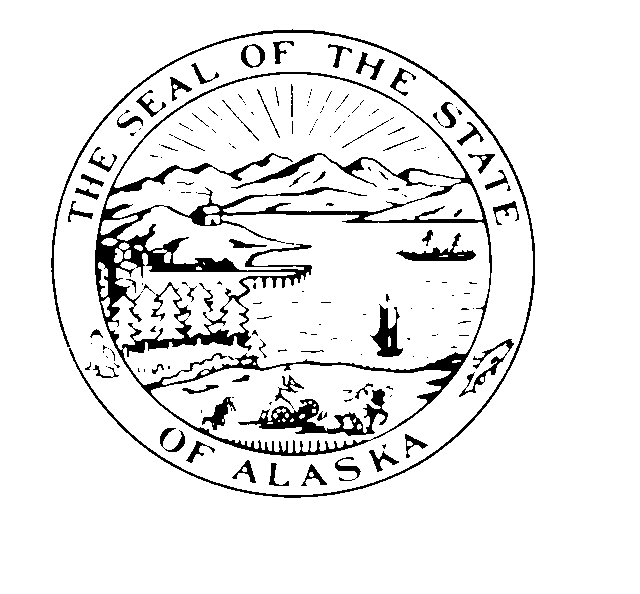 THE SEAL OF THE STATE
OF ALASKA